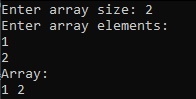 Enter array size: 2
Enter array elements:
1
2
Array:
1 2